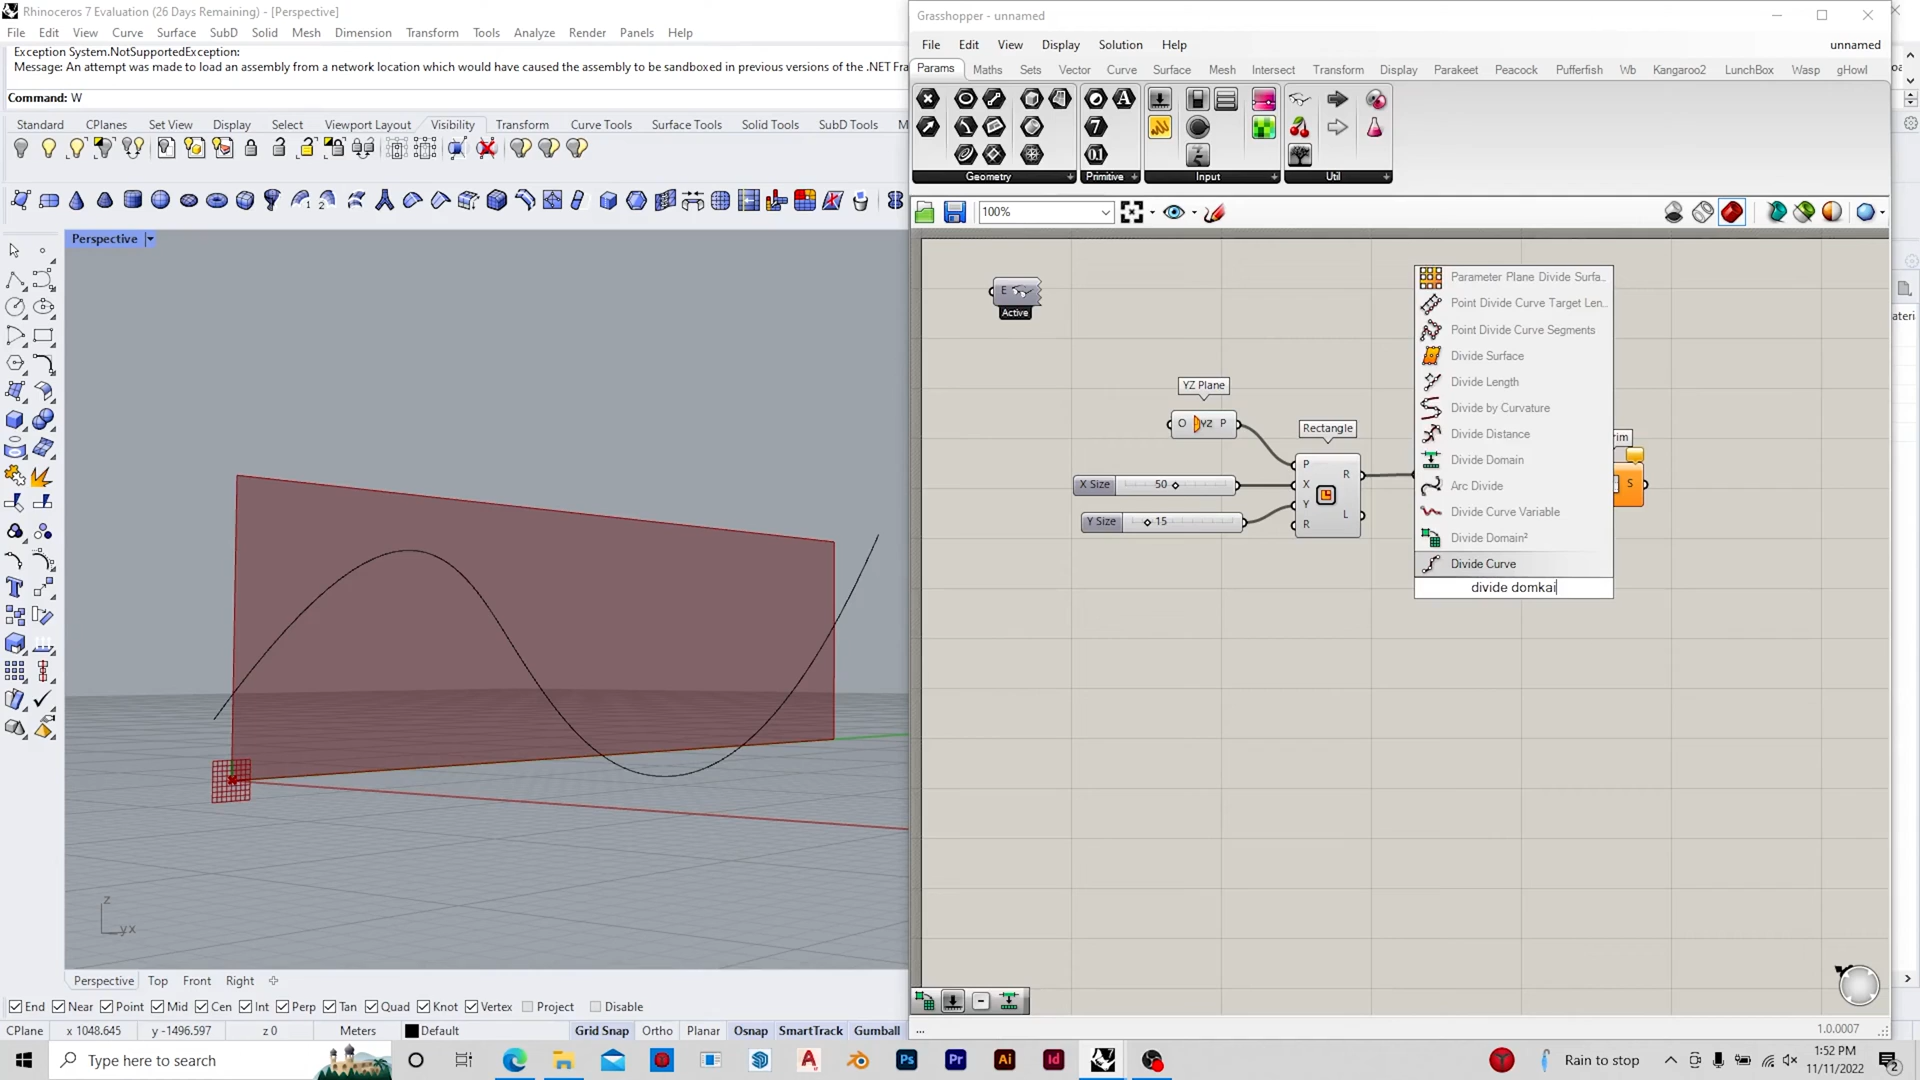 Rhinoceros 7 Evaluation (26 Days Remaining) - [Perspective]
File Edit View Curve Surface SubD Solid Mesh Dimension Transform Tools Analyze Render Panels Help
Exception System.NotSupportedException:
Message: An attempt was made to load an assembly from a network location which would have caused the assembly to be sandboxed in previous versions of the .NET Fra
Command: W
Standard CPlanes Set View Display Select Viewport Layout Visibility Transform Curve Tools Surface Tools Solid Tools SubD Tools M
Perspective
z
yx
Perspective Top Front Right
End Near Point Mid Cen Int Perp Tan Quad Knot Vertex Project Disable
CPlane x 1048.645 y -1496.597 z 0 Meters Default Grid Snap Ortho Planar Osnap SmartTrack Gumball
Grasshopper - unnamed
File Edit View Display Solution Help unnamed
Params Maths Sets Vector Curve Surface Mesh Intersect Transform Display Parakeet Peacock Pufferfish Wb Kangaroo2 LunchBox Wasp gHowl
Geometry Primitive Input Util
100%
E
Active
YZ Plane
O YZ P
Rectangle
X Size 50
Y Size 15
P
X
Y
R
R
L
rim
S
Parameter Plane Divide Surfa..
Point Divide Curve Target Len..
Point Divide Curve Segments
Divide Surface
Divide Length
Divide by Curvature
Divide Distance
Divide Domain
Arc Divide
Divide Curve Variable
Divide Domain²
Divide Curve
divide domkai
...
1.0.0007
ateri
Type here to search
Rain to stop
1:52 PM
11/11/2022
2